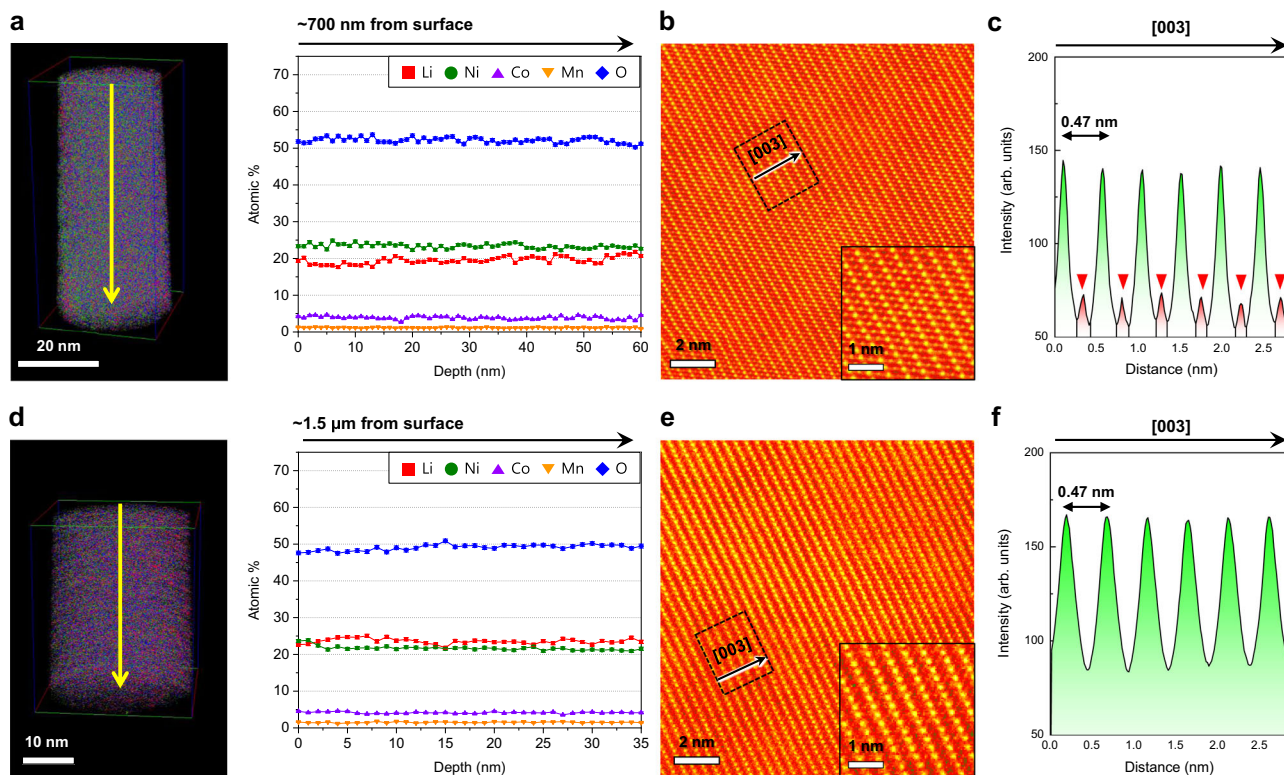 a
~700 nm from surface
b
c
[003]
20 nm
Li Ni Co Mn O
70
60
50
40
30
20
10
0
Atomic %
0 10 20 30 40 50 60
Depth (nm)
[003]
2 nm
1 nm
0.47 nm
200
150
100
50
Intensity (arb. units)
0.0 0.5 1.0 1.5 2.0 2.5
Distance (nm)
d
~1.5 µm from surface
e
f
[003]
10 nm
Li Ni Co Mn O
70
60
50
40
30
20
10
0
Atomic %
0 5 10 15 20 25 30 35
Depth (nm)
[003]
2 nm
1 nm
0.47 nm
200
150
100
50
Intensity (arb. units)
0.0 0.5 1.0 1.5 2.0 2.5
Distance (nm)